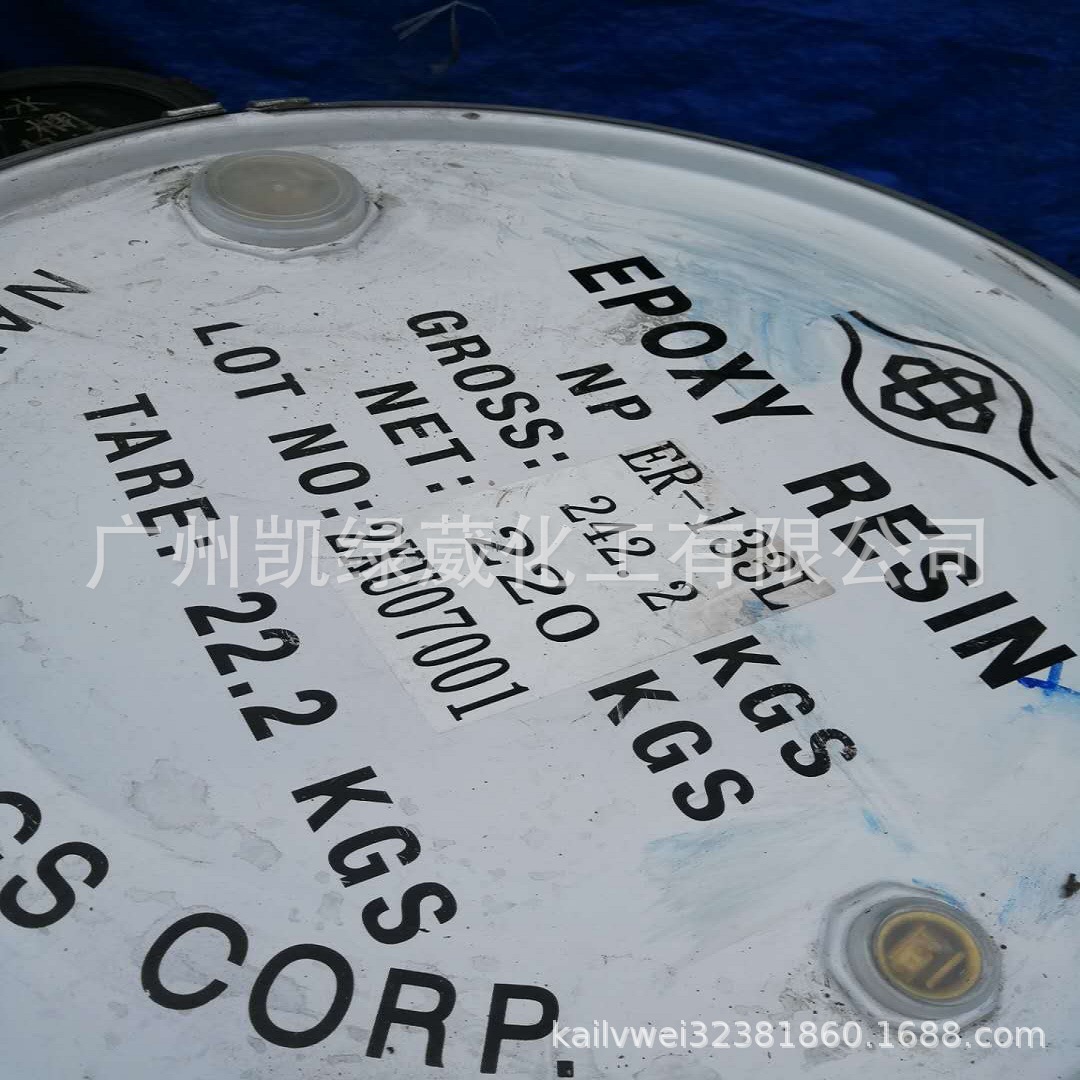 EPOXY RESIN
NP ER-133L
GROSS: 242.2 KGS
NET: 220 KGS
LOT NO:
TARE: 22.2 KGS
NA
CS CORP.
广州凯绿葳化工有限公司
kailvwei32381860.1688.com